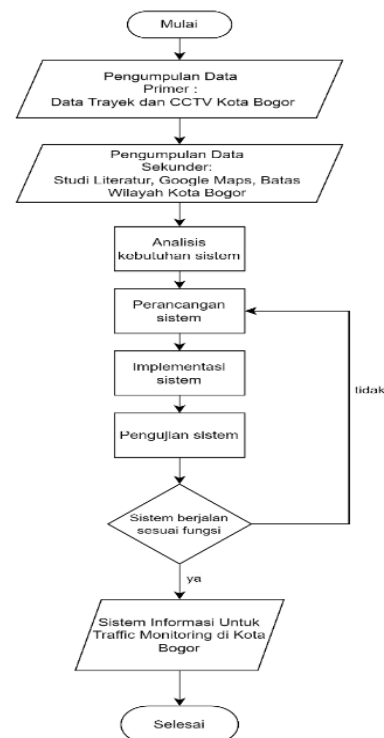 Mulai
Pengumpulan Data
Primer :
Data Trayek dan CCTV Kota Bogor
Pengumpulan Data
Sekunder:
Studi Literatur, Google Maps, Batas
Wilayah Kota Bogor
Analisis
kebutuhan sistem
Perancangan
sistem
Implementasi
sistem
Pengujian sistem
tidak
Sistem berjalan
sesuai fungsi
ya
Sistem Informasi Untuk
Traffic Monitoring di Kota
Bogor
Selesai